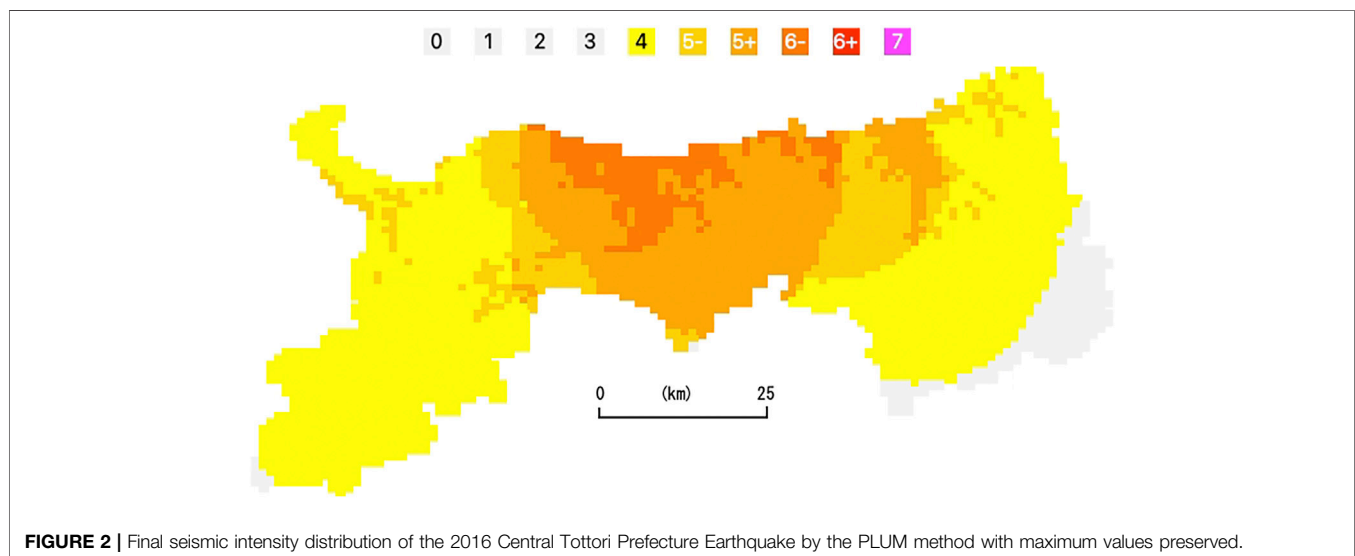 0 1 2 3 4 5- 5+ 6- 6+ 7
0 (km) 25
FIGURE 2 | Final seismic intensity distribution of the 2016 Central Tottori Prefecture Earthquake by the PLUM method with maximum values preserved.